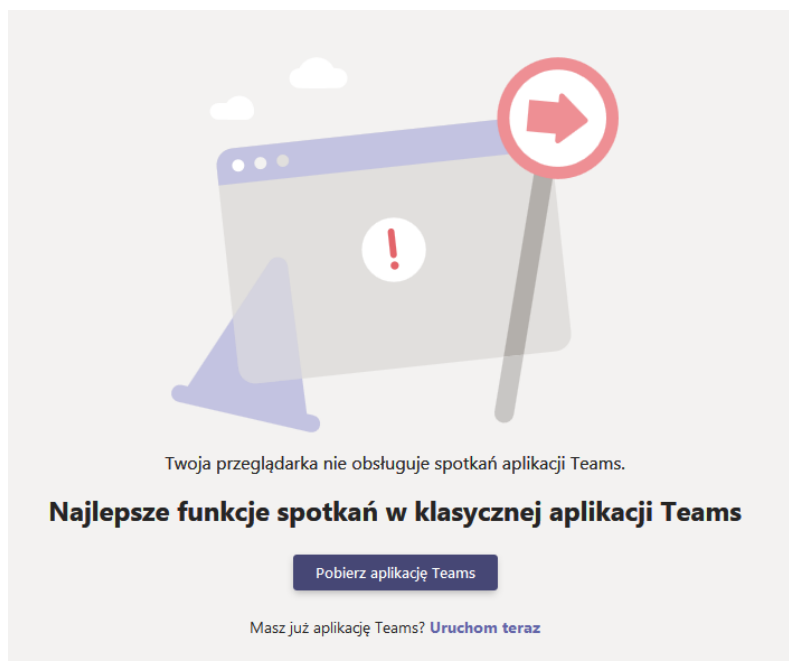 Twoja przeglądarka nie obsługuje spotkań aplikacji Teams.
Najlepsze funkcje spotkań w klasycznej aplikacji Teams
Pobierz aplikację Teams
Masz już aplikację Teams? Uruchom teraz